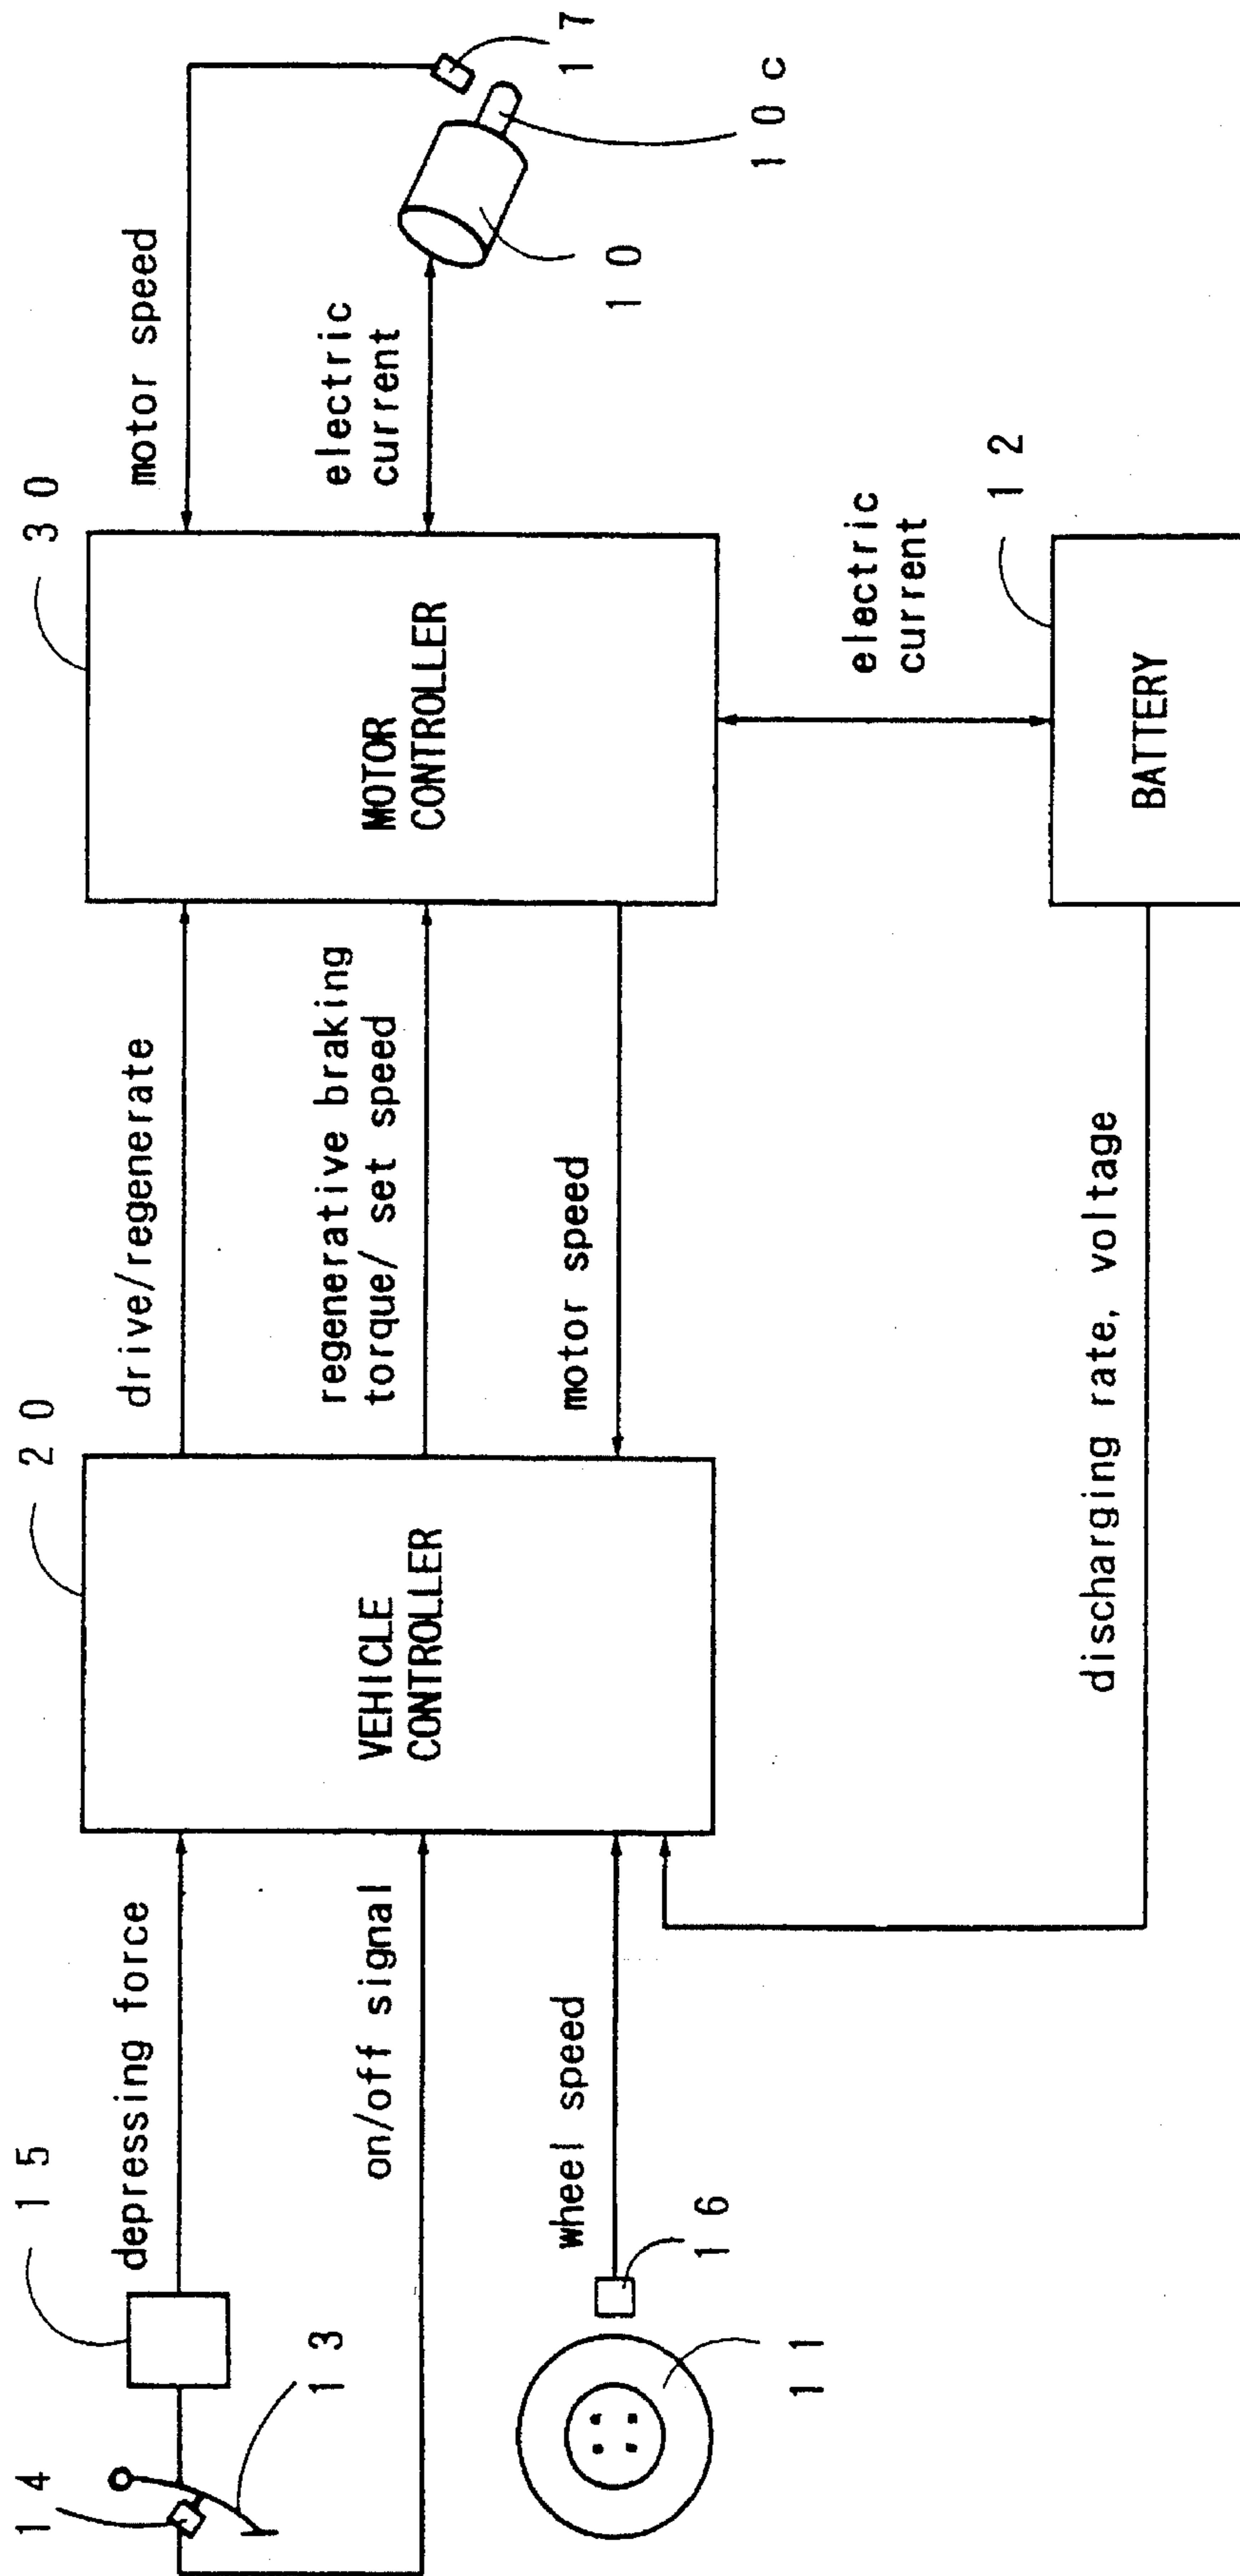 14
15
13
depressing force
on/off signal
wheel speed
16
11
20
VEHICLE
CONTROLLER
drive/regenerate
regenerative braking
torque/ set speed
motor speed
discharging rate, voltage
30
MOTOR
CONTROLLER
motor speed
electric
current
17
10c
10
electric
current
12
BATTERY